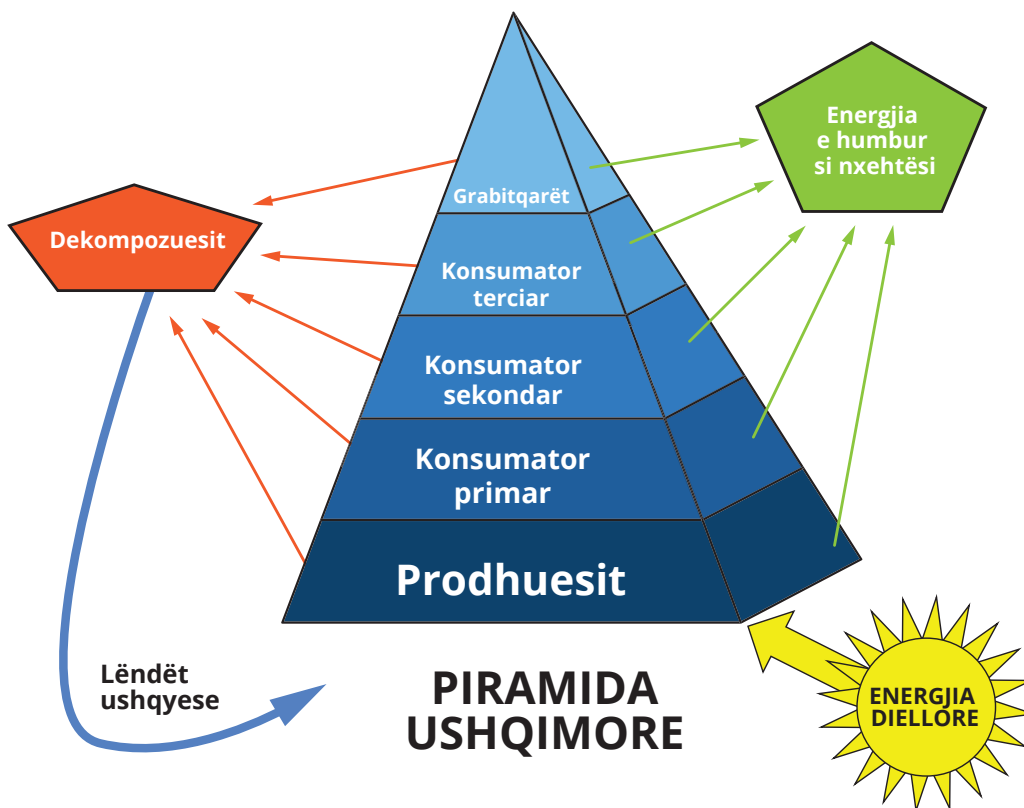 Energjia
e humbur
si nxehtësi
Grabitqarët
Dekompozuesit
Konsumator
terciar
Konsumator
sekondar
Konsumator
primar
Prodhuesit
Lëndët
ushqyese
PIRAMIDA
USHQIMORE
ENERGJIA
DIELLORE